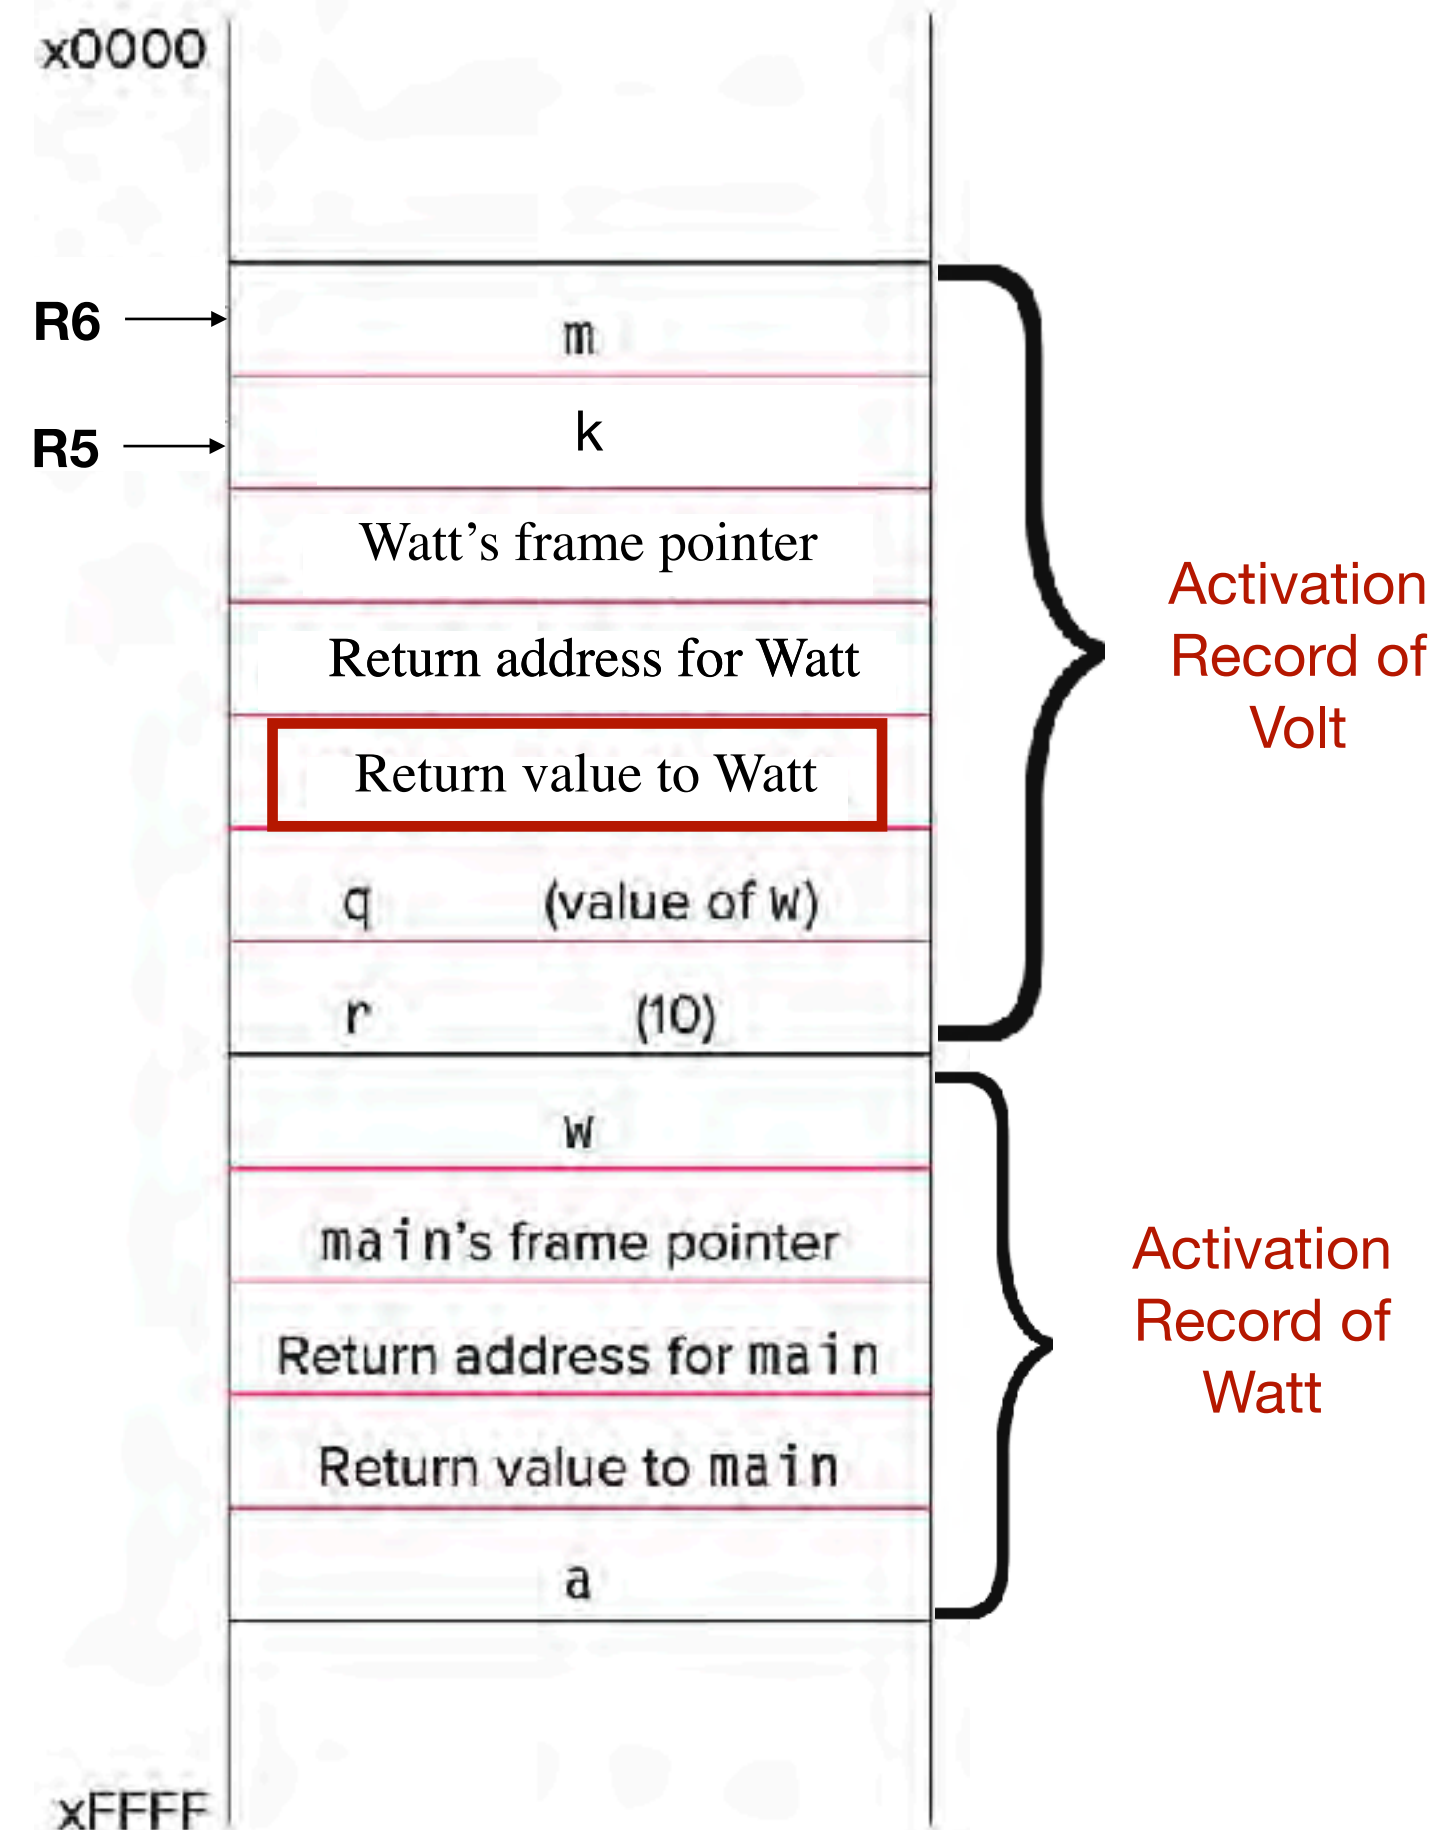 x0000
R6
m
R5
k
Watt’s frame pointer
Return address for Watt
Return value to Watt
q (value of w)
r (10)
w
main’s frame pointer
Return address for main
Return value to main
a
xFFFF
Activation
Record of
Volt
Activation
Record of
Watt